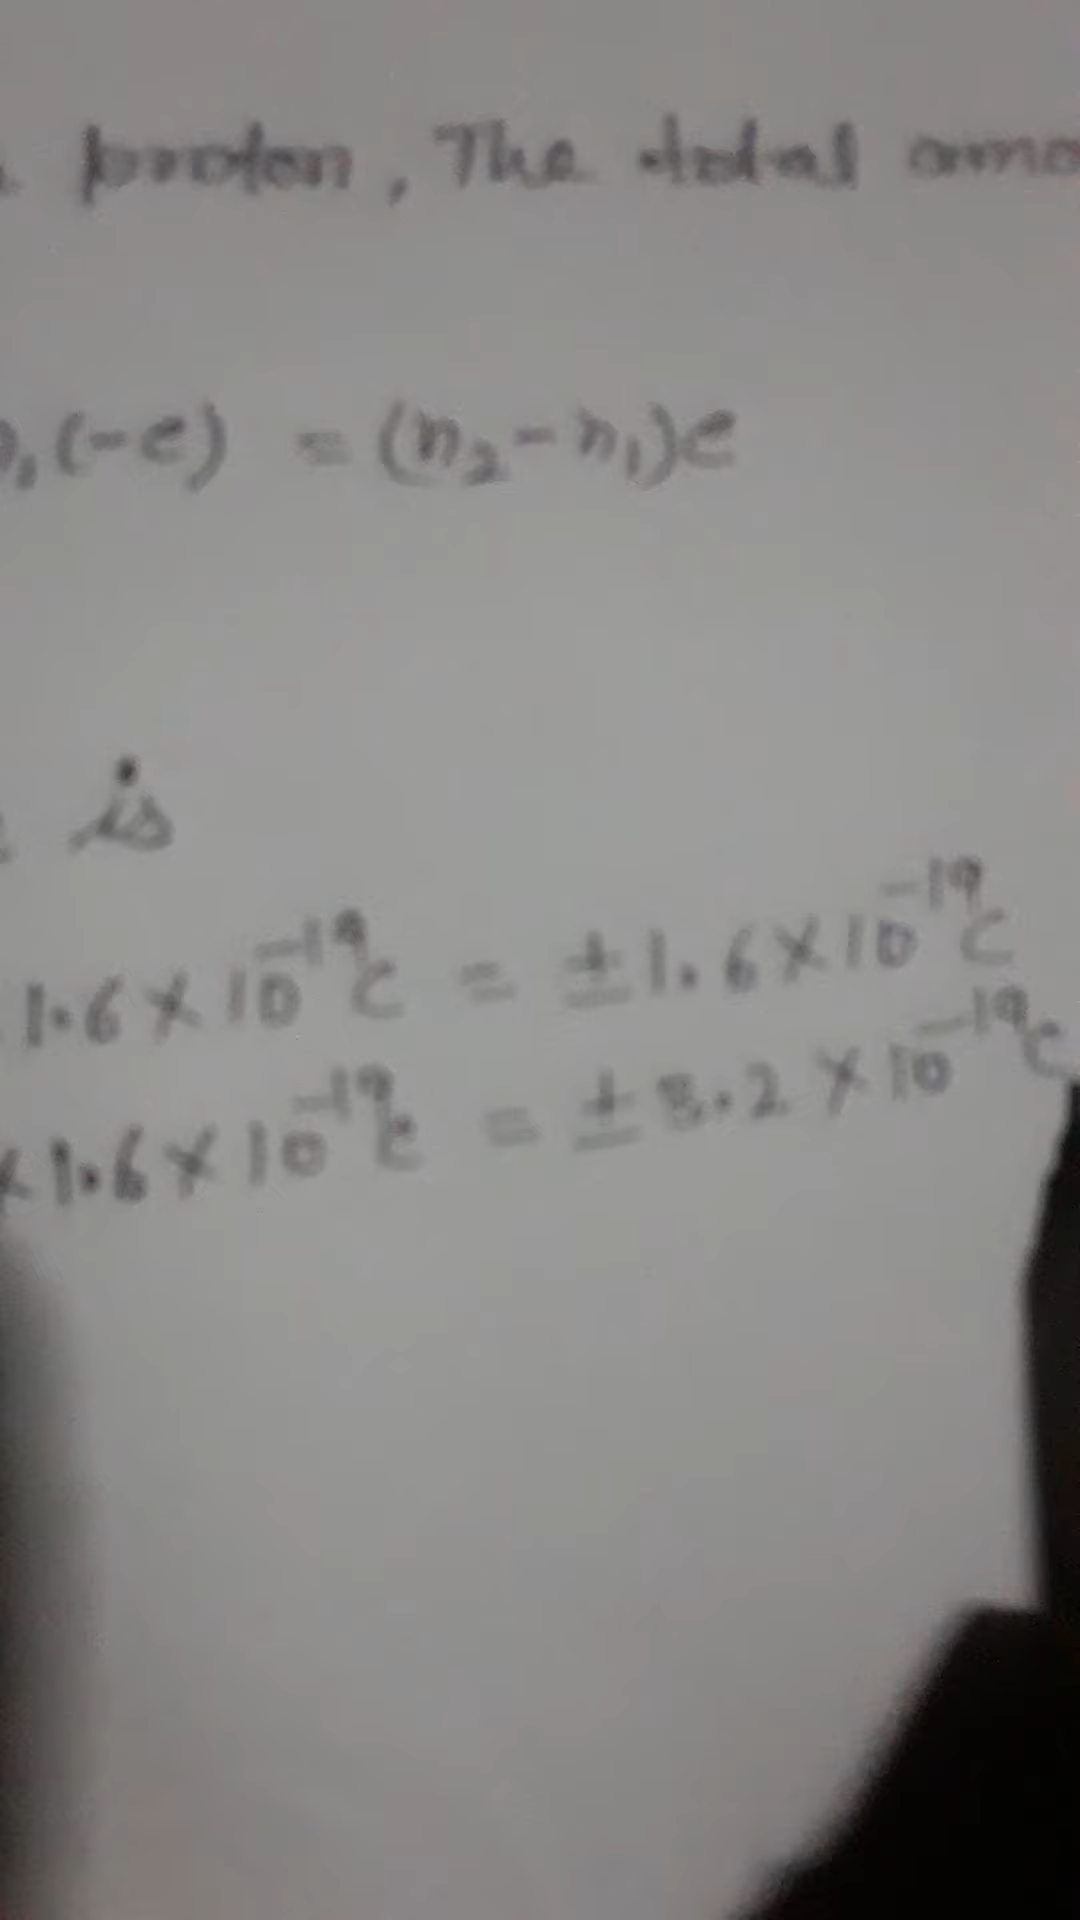 proton, The total amo
(-e) = (n₂-n₁)e
is
1.6×10⁻¹⁹c = ±1.6×10⁻¹⁹c
×1.6×10⁻¹⁹c = ±3.2×10⁻¹⁹c